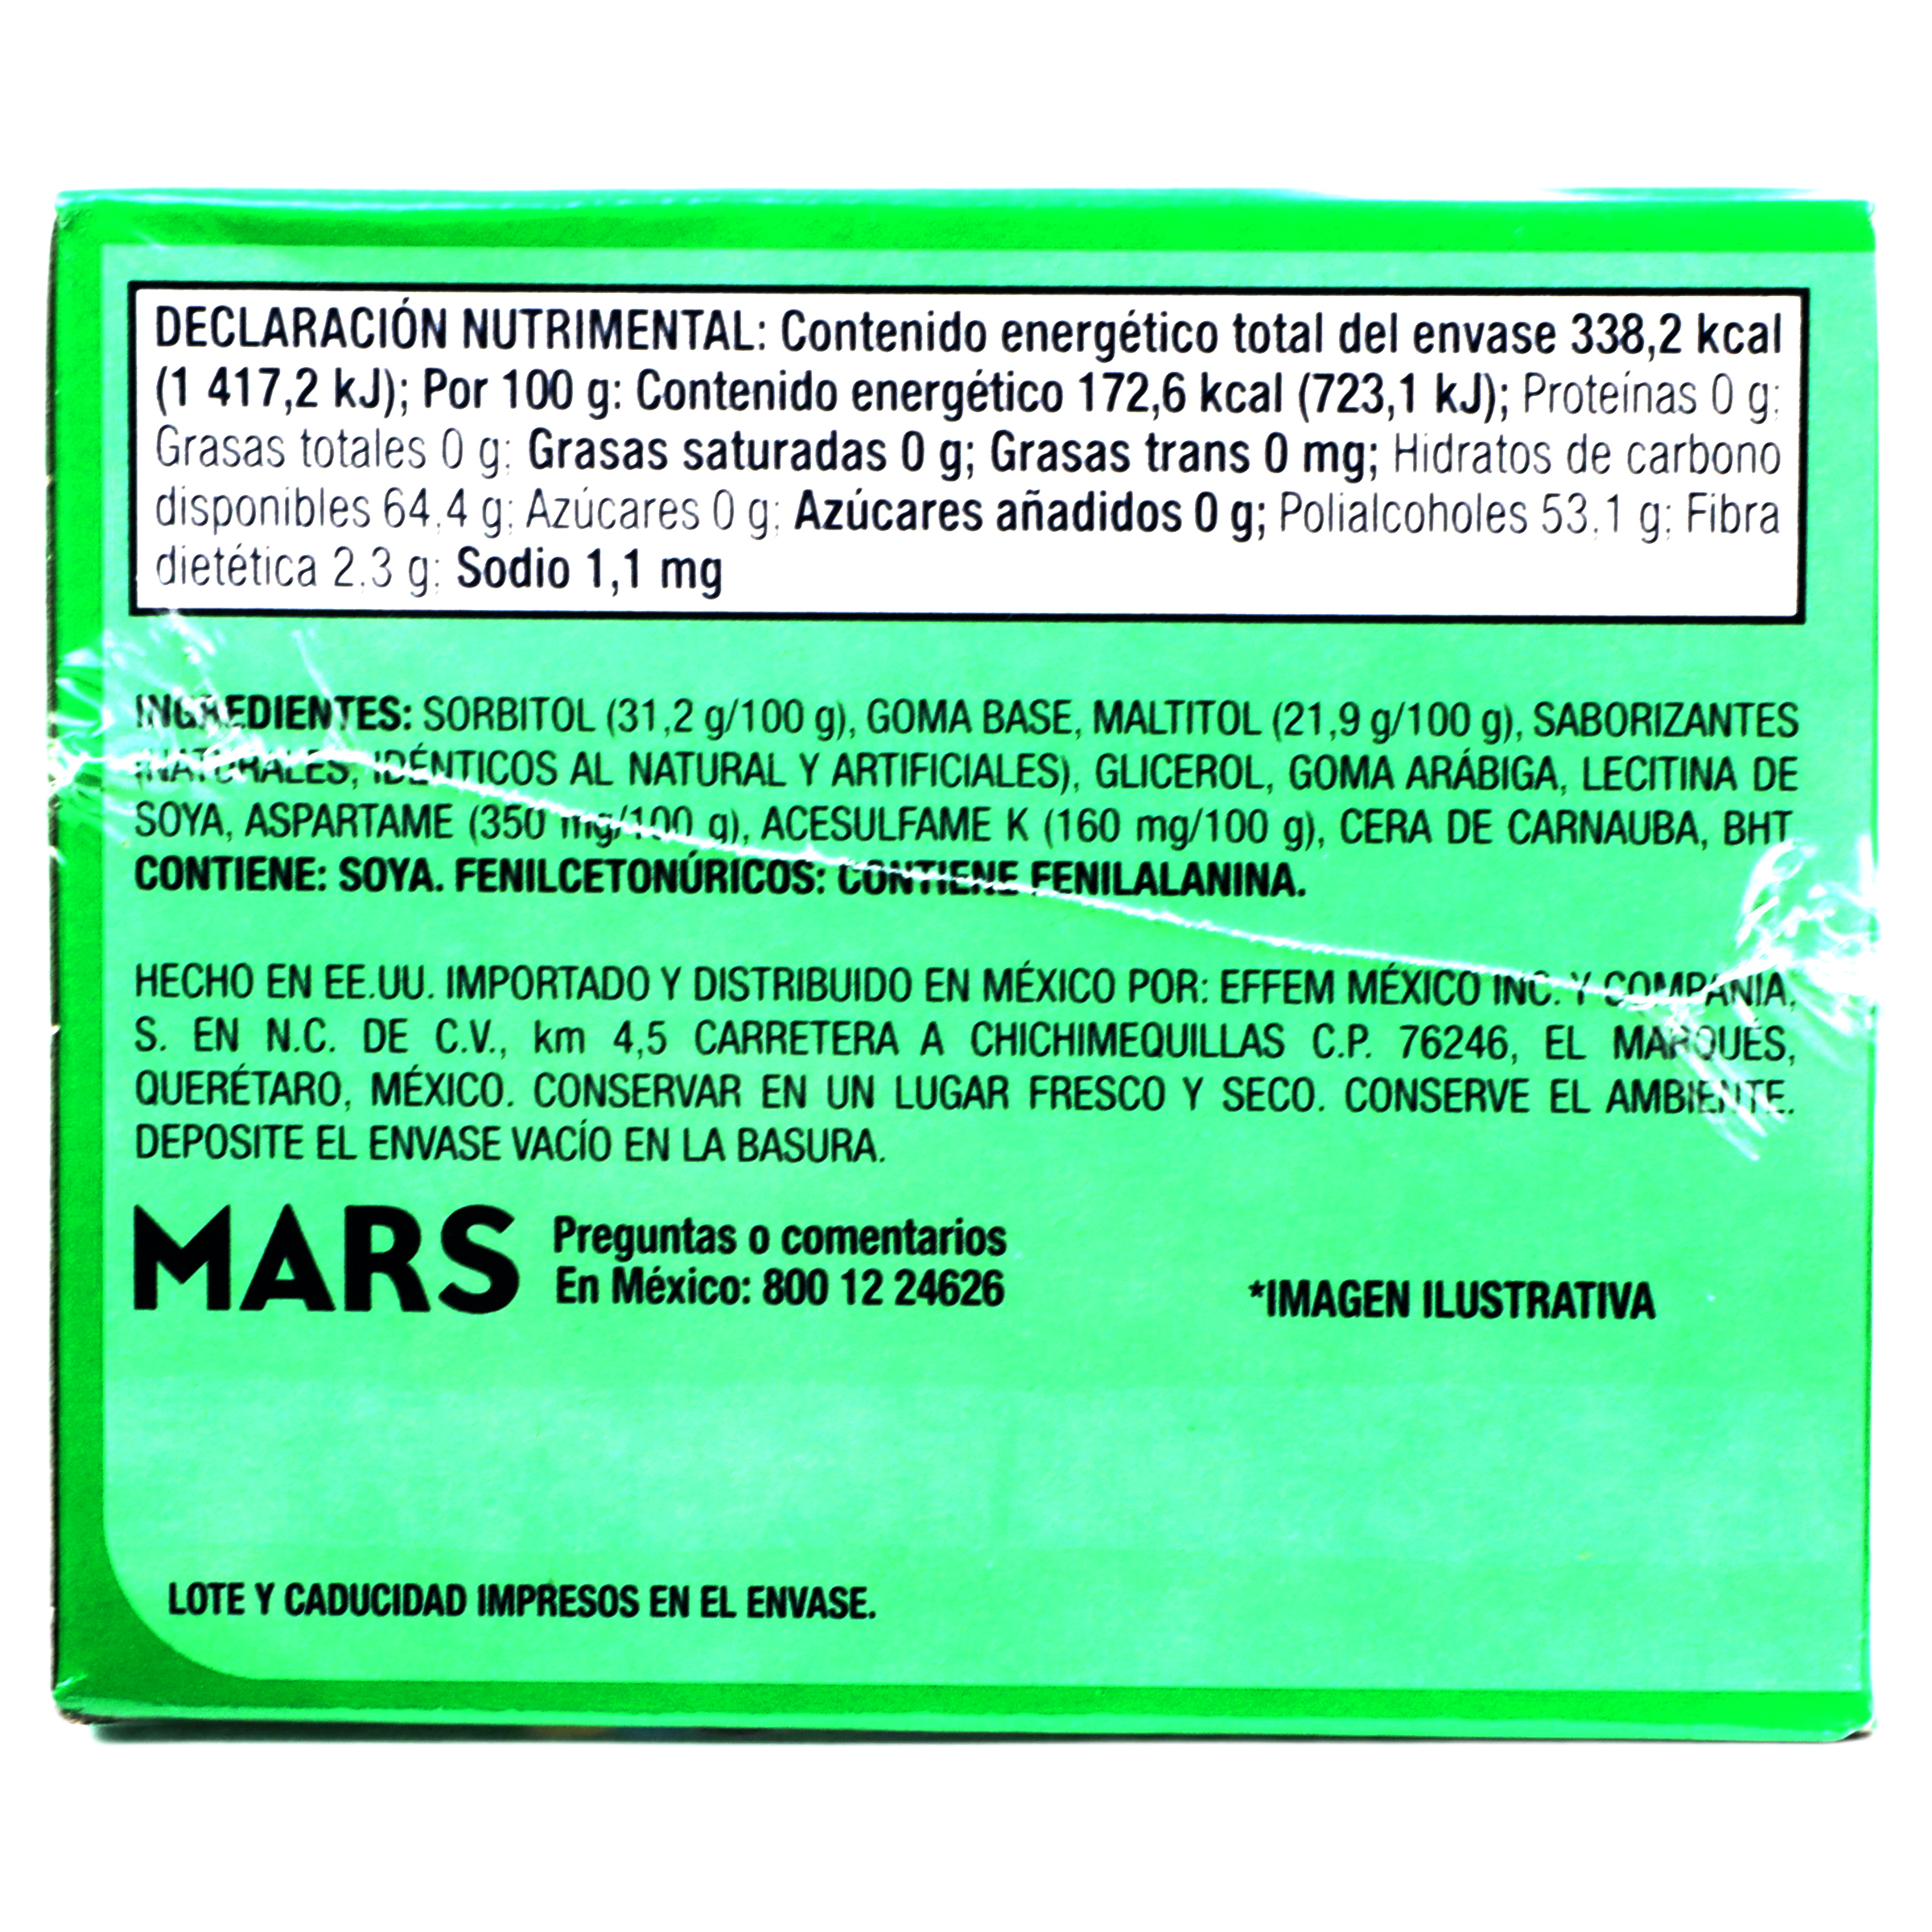 DECLARACIÓN NUTRIMENTAL: Contenido energético total del envase 338,2 kcal
(1 417,2 kJ); Por 100 g: Contenido energético 172,6 kcal (723,1 kJ); Proteínas 0 g;
Grasas totales 0 g; Grasas saturadas 0 g; Grasas trans 0 mg; Hidratos de carbono
disponibles 64.4 g; Azúcares 0 g; Azúcares añadidos 0 g; Polialcoholes 53.1 g; Fibra
dietética 2.3 g; Sodio 1,1 mg
INGREDIENTES: SORBITOL (31,2 g/100 g), GOMA BASE, MALTITOL (21,9 g/100 g), SABORIZANTES
(NATURALES, IDÉNTICOS AL NATURAL Y ARTIFICIALES), GLICEROL, GOMA ARÁBIGA, LECITINA DE
SOYA, ASPARTAME (350 mg/100 g), ACESULFAME K (160 mg/100 g), CERA DE CARNAUBA, BHT
CONTIENE: SOYA. FENILCETONÚRICOS: CONTIENE FENILALANINA.
HECHO EN EE.UU. IMPORTADO Y DISTRIBUIDO EN MÉXICO POR: EFFEM MÉXICO INC. Y COMPAÑIA,
S. EN N.C. DE C.V., km 4,5 CARRETERA A CHICHIMEQUILLAS C.P. 76246, EL MARQUÉS,
QUERÉTARO, MÉXICO. CONSERVAR EN UN LUGAR FRESCO Y SECO. CONSERVE EL AMBIENTE.
DEPOSITE EL ENVASE VACÍO EN LA BASURA.
MARS
Preguntas o comentarios
En México: 800 12 24626
*IMAGEN ILUSTRATIVA
LOTE Y CADUCIDAD IMPRESOS EN EL ENVASE.